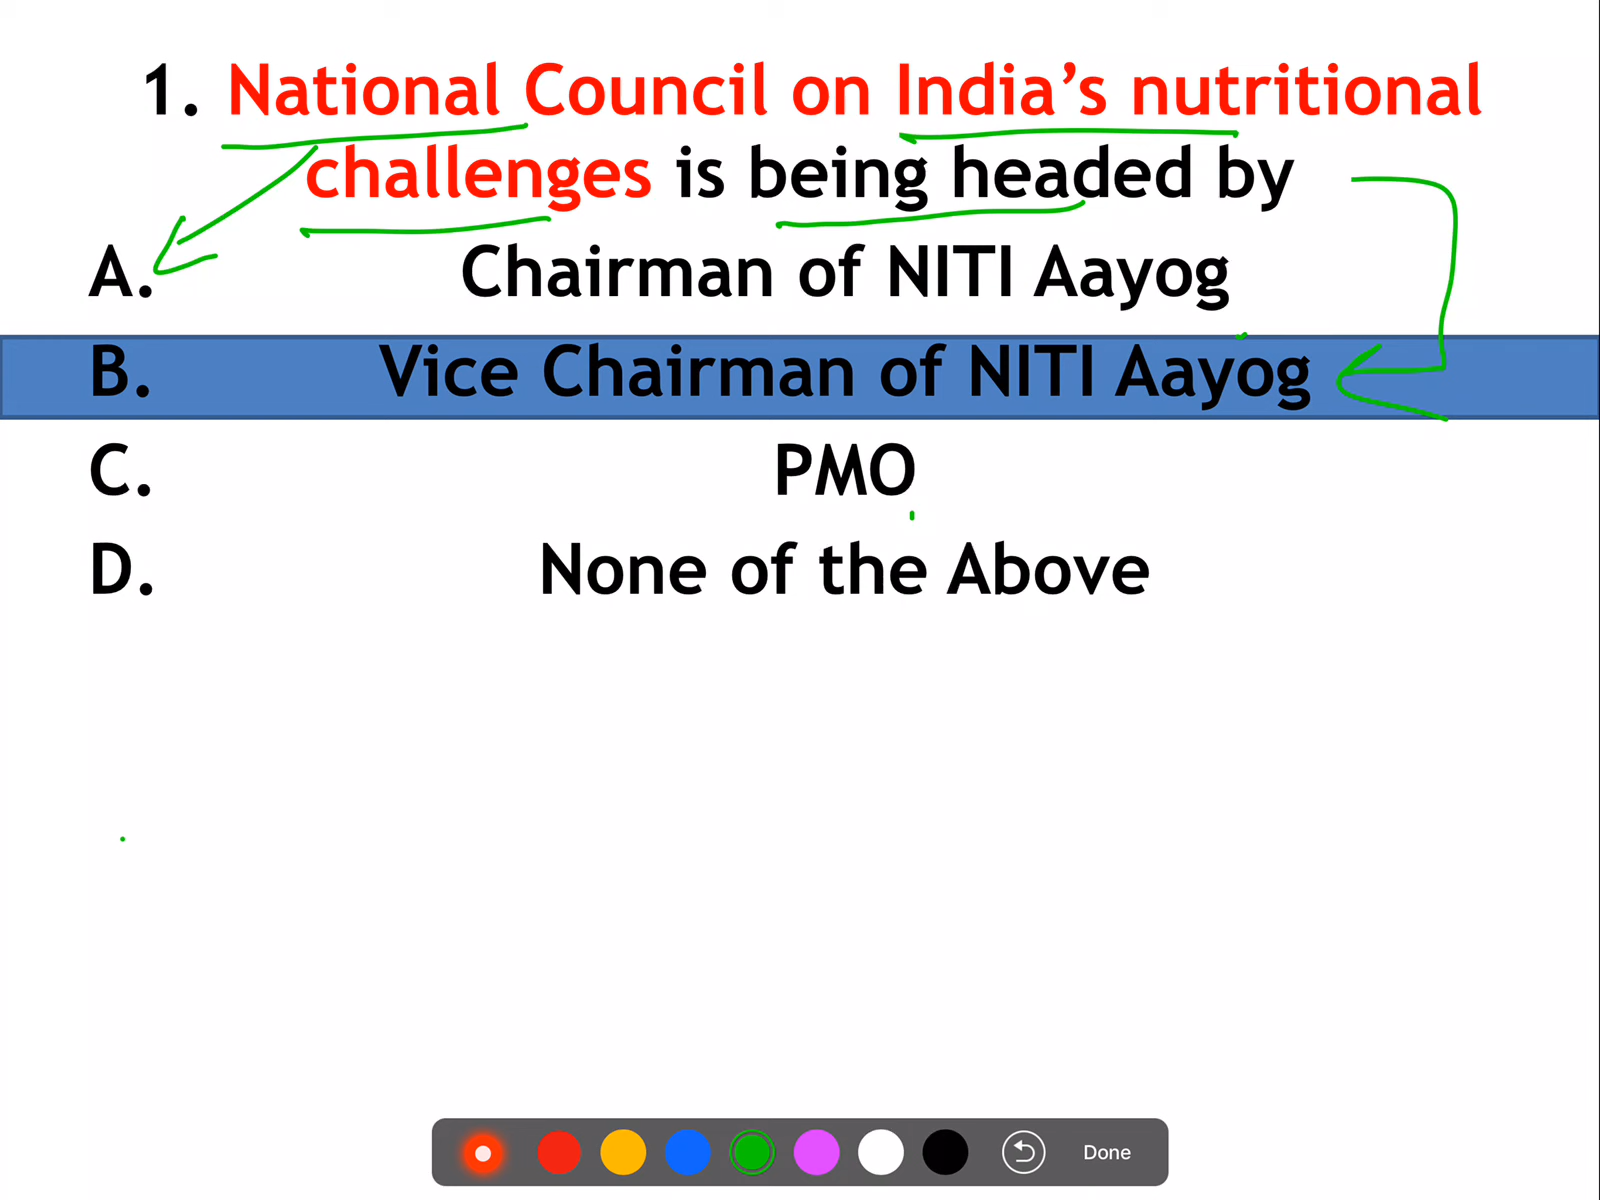 1. National Council on India's nutritional
challenges is being headed by
A. Chairman of NITI Aayog
B. Vice Chairman of NITI Aayog
C. PMO
D. None of the Above
Done